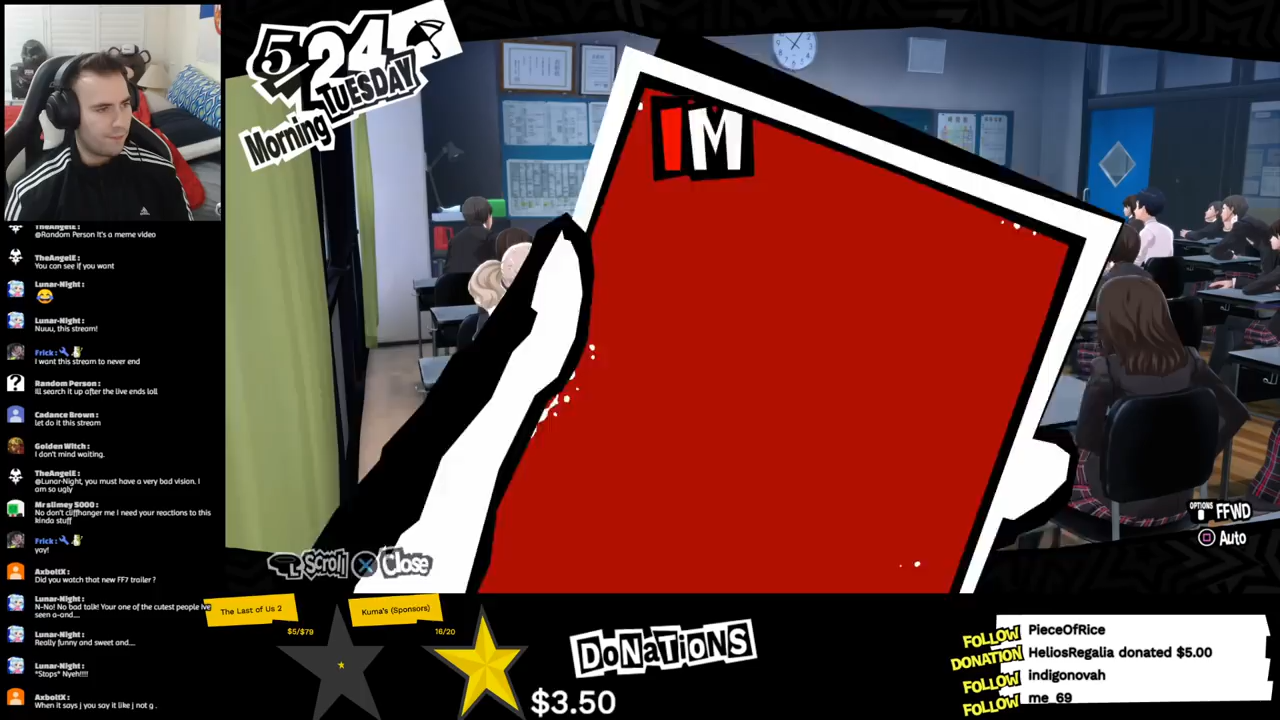 5/24
TUESDAY
Morning
IM
TheAngelE :
@Random Person It's a meme video
TheAngelE :
You can see if you want
Lunar-Night :
Lunar-Night :
Nuuu, this stream!
Frick :
I want this stream to never end
Random Person :
Ill search it up after the live ends lol
Cadance Brown :
let do it this stream
Golden Witch :
I don't mind waiting.
TheAngelE :
@Lunar-Night, you must have a very bad vision. I
am so ugly
Mr slimey 5000 :
No don't cliffhanger me I need your reactions to this
kinda stuff
Frick :
yay!
AxboltX :
Did you watch that new FF7 trailer ?
Lunar-Night :
N-No! No bad talk! Your one of the cutest people Ive
seen a-and....
Lunar-Night :
Really funny and sweet and....
Lunar-Night :
*Stops* Nyeh!!!!
AxboltX :
When it says j you say it like j not g .
L Scroll Close
OPTIONS FFWD
Auto
The Last of Us 2
$5/$79
Kuma's (Sponsors)
16/20
DONATIONS
$3.50
FOLLOW PieceOfRice
DONATION HeliosRegalia donated $5.00
FOLLOW indigonovah
FOLLOW me_69